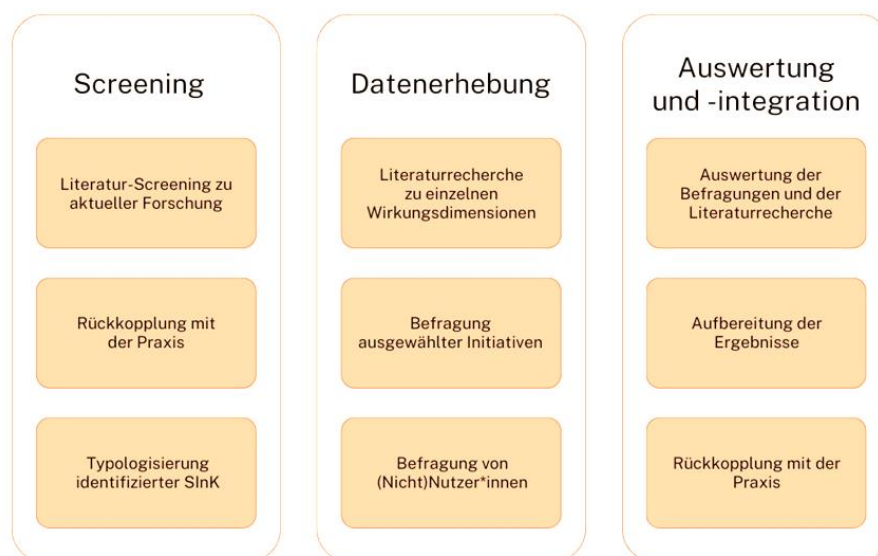 Screening
Literatur-Screening zu
aktueller Forschung
Rückkopplung mit
der Praxis
Typologisierung
identifizierter SInK
Datenerhebung
Literaturrecherche
zu einzelnen
Wirkungsdimensionen
Befragung
ausgewählter Initiativen
Befragung von
(Nicht)Nutzer*innen
Auswertung
und -integration
Auswertung der
Befragungen und der
Literaturrecherche
Aufbereitung der
Ergebnisse
Rückkopplung mit der
Praxis